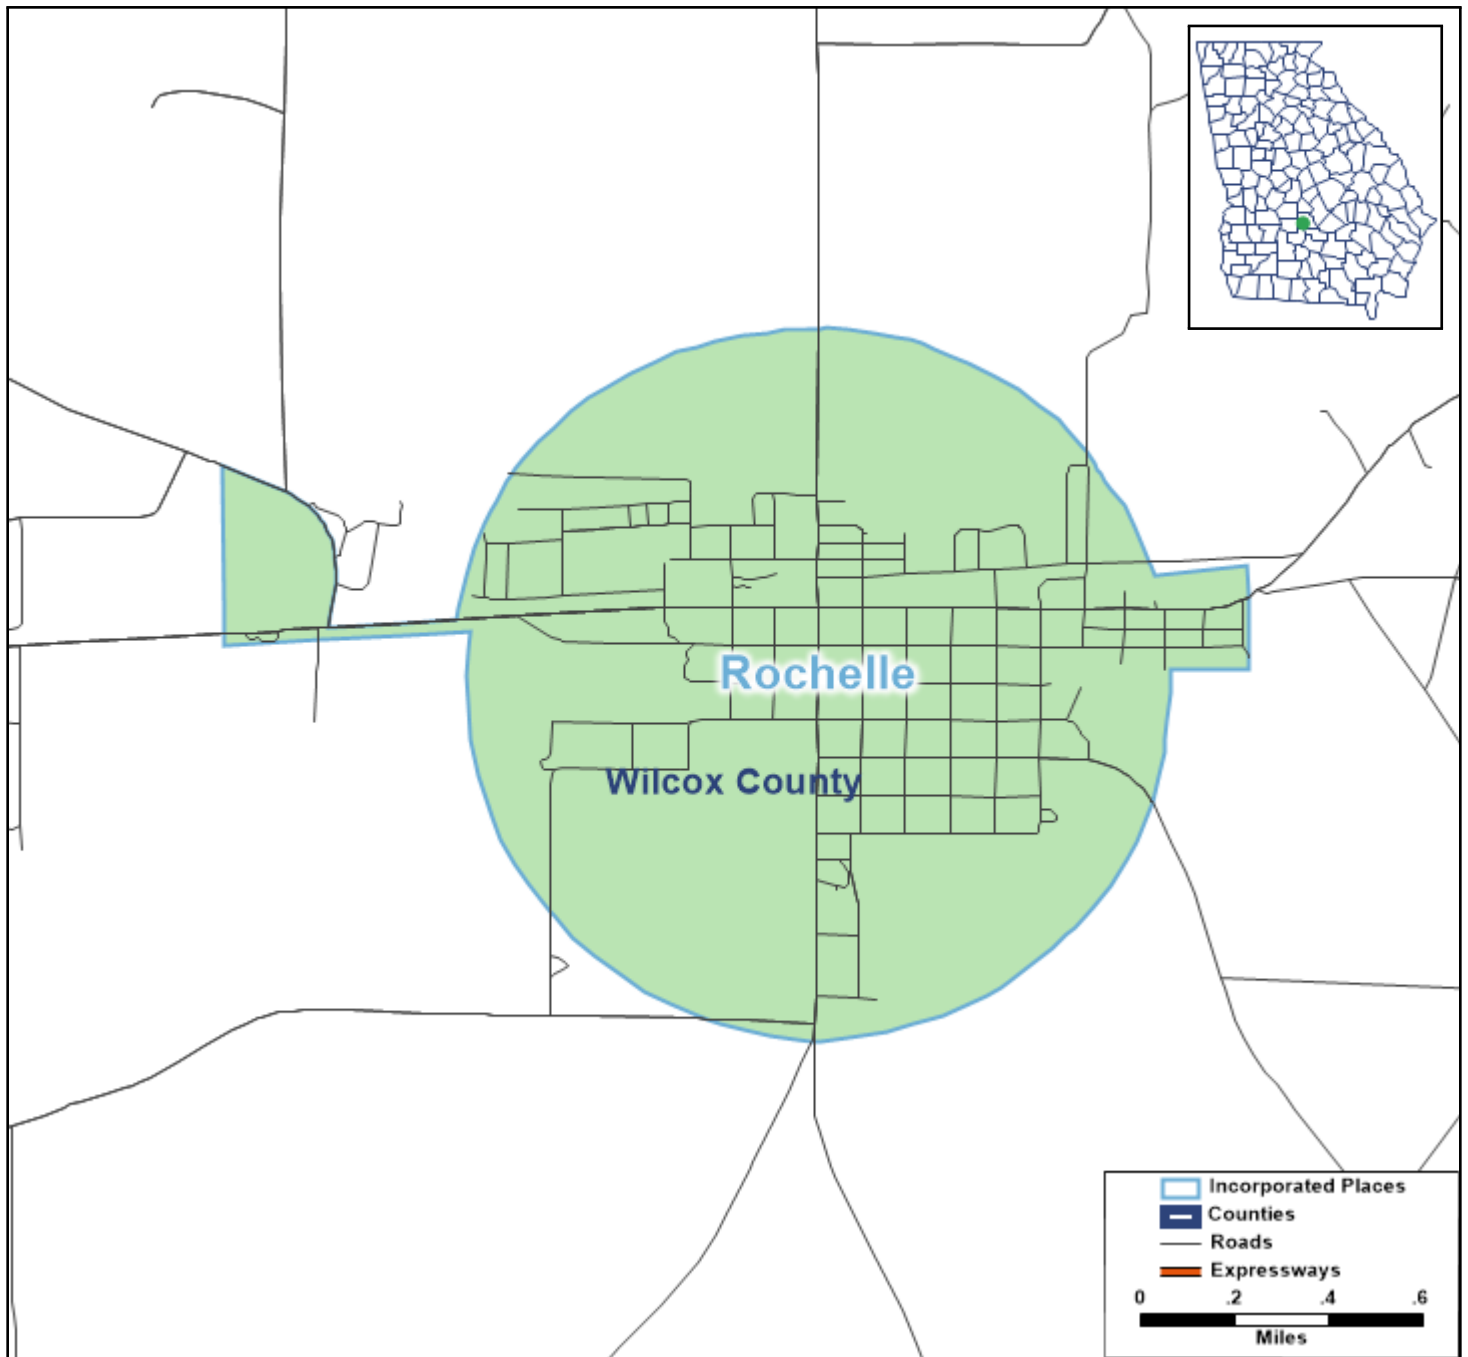 Rochelle
Wilcox County
Incorporated Places
Counties
Roads
Expressways
0 .2 .4 .6
Miles